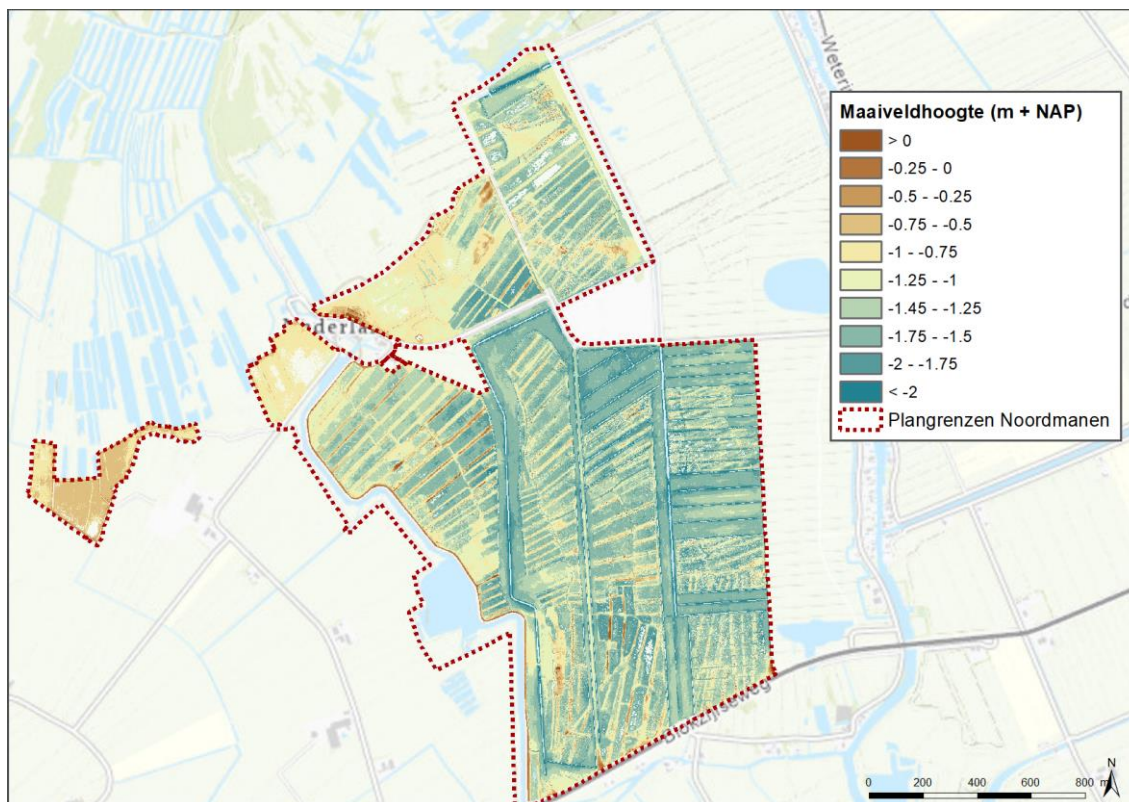 Maaiveldhoogte (m + NAP)
> 0
-0.25 - 0
-0.5 - -0.25
-0.75 - -0.5
-1 - -0.75
-1.25 - -1
-1.45 - -1.25
-1.75 - -1.5
-2 - -1.75
< -2
Plangrenzen Noordmanen
Blokzijlseweg
N
0 200 400 600 800 m